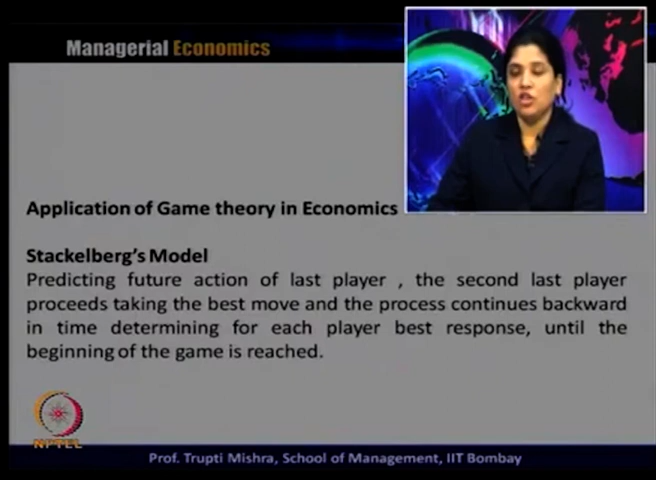 Managerial Economics
Application of Game theory in Economics
Stackelberg's Model
Predicting future action of last player , the second last player
proceeds taking the best move and the process continues backward
in time determining for each player best response, until the
beginning of the game is reached.
NPTEL
Prof. Trupti Mishra, School of Management, IIT Bombay